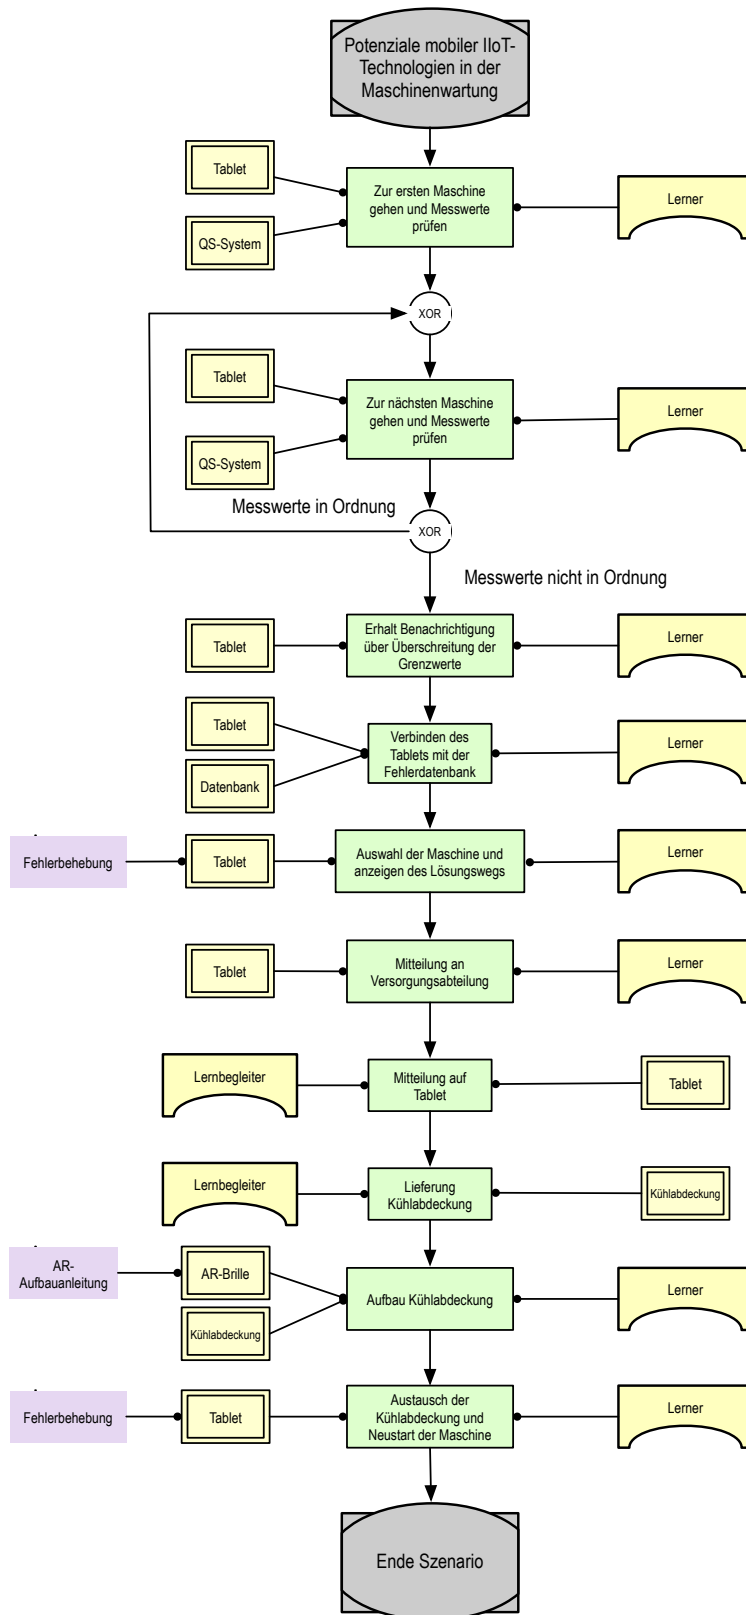 Potenziale mobiler IIoT-
Technologien in der
Maschinenwartung
Tablet
Zur ersten Maschine
gehen und Messwerte
prüfen
Lerner
QS-System
XOR
Tablet
Zur nächsten Maschine
gehen und Messwerte
prüfen
Lerner
QS-System
Messwerte in Ordnung
XOR
Messwerte nicht in Ordnung
Tablet
Erhalt Benachrichtigung
über Überschreitung der
Grenzwerte
Lerner
Tablet
Verbinden des
Tablets mit der
Fehlerdatenbank
Lerner
Datenbank
Fehlerbehebung
Tablet
Auswahl der Maschine und
anzeigen des Lösungswegs
Lerner
Tablet
Mitteilung an
Versorgungsabteilung
Lerner
Lernbegleiter
Mitteilung auf
Tablet
Tablet
Lernbegleiter
Lieferung
Kühlabdeckung
Kühlabdeckung
AR-
Aufbauanleitung
AR-Brille
Aufbau Kühlabdeckung
Lerner
Kühlabdeckung
Fehlerbehebung
Tablet
Austausch der
Kühlabdeckung und
Neustart der Maschine
Lerner
Ende Szenario